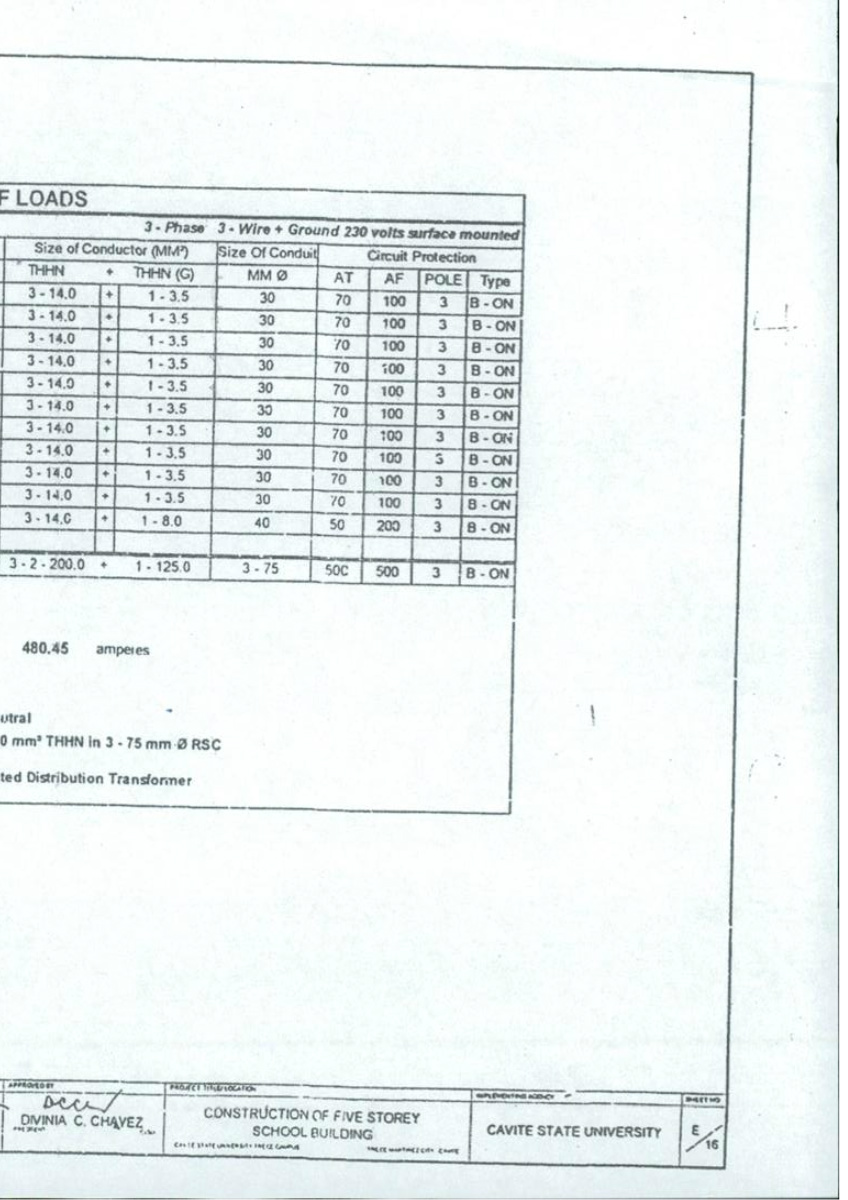 F LOADS
3 - Phase 3 - Wire + Ground 230 volts surface mounted
Size of Conductor (MM²) Size Of Conduit Circuit Protection
THHN + THHN (G) MM Ø AT AF POLE Type
3 - 14.0 + 1 - 3.5 30 70 100 3 B - ON
3 - 14.0 + 1 - 3.5 30 70 100 3 B - ON
3 - 14.0 + 1 - 3.5 30 70 100 3 B - ON
3 - 14.0 + 1 - 3.5 30 70 100 3 B - ON
3 - 14.0 + 1 - 3.5 30 70 100 3 B - ON
3 - 14.0 + 1 - 3.5 30 70 100 3 B - ON
3 - 14.0 + 1 - 3.5 30 70 100 3 B - ON
3 - 14.0 + 1 - 3.5 30 70 100 3 B - ON
3 - 14.0 + 1 - 3.5 30 70 100 3 B - ON
3 - 14.0 + 1 - 3.5 30 70 100 3 B - ON
3 - 14.0 + 1 - 8.0 40 50 200 3 B - ON
3 - 2 - 200.0 + 1 - 125.0 3 - 75 500 500 3 B - ON
480.45 amperes
utral
0 mm² THHN in 3 - 75 mm Ø RSC
ted Distribution Transformer
APPROVED BY
DIVINIA C. CHAVEZ
PROJECT TITLE/LOCATION
CONSTRUCTION OF FIVE STOREY
SCHOOL BUILDING
IMPLEMENTING AGENCY
CAVITE STATE UNIVERSITY
SHEET NO
E
16